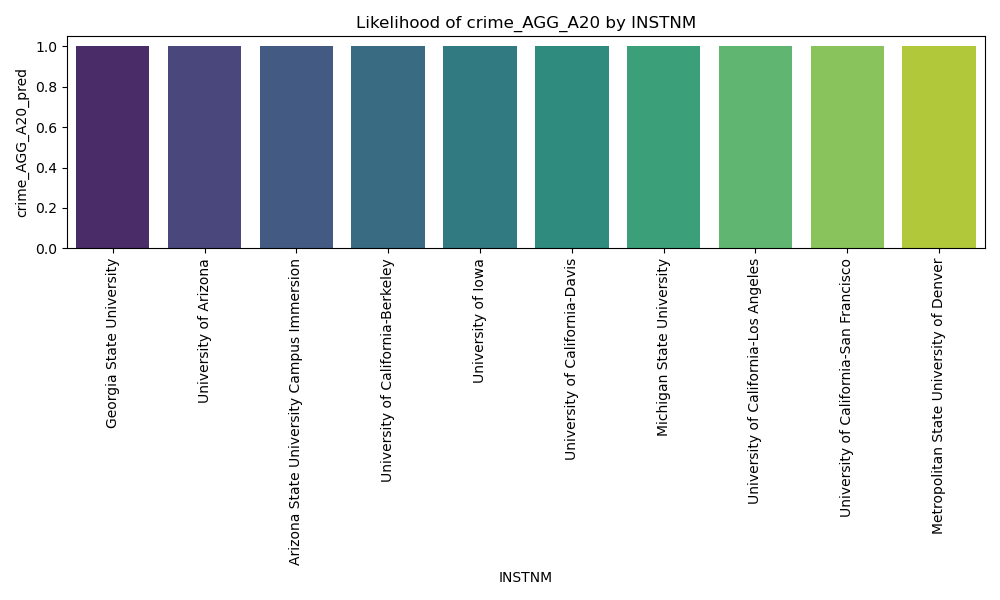 Likelihood of crime_AGG_A20 by INSTNM
crime_AGG_A20_pred
1.0
0.8
0.6
0.4
0.2
0.0
Georgia State University
University of Arizona
Arizona State University Campus Immersion
University of California-Berkeley
University of Iowa
University of California-Davis
Michigan State University
University of California-Los Angeles
University of California-San Francisco
Metropolitan State University of Denver
INSTNM